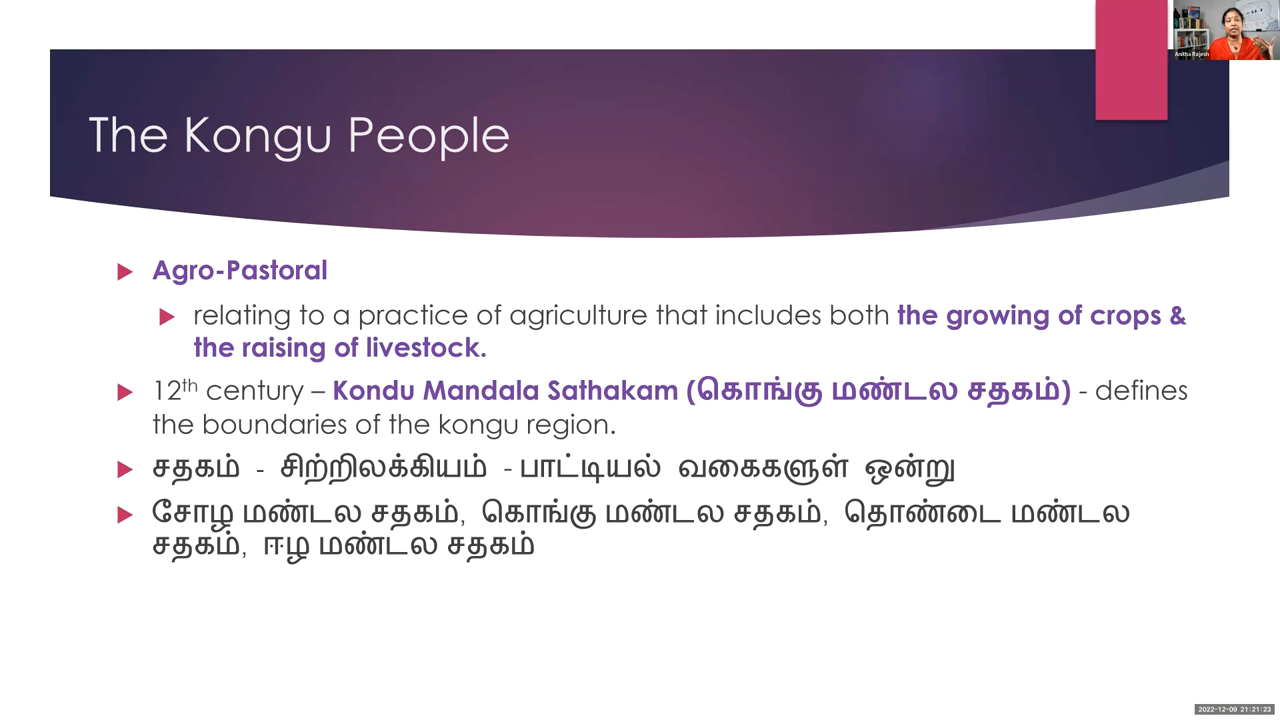 Anitha Rajesh
The Kongu People
Agro-Pastoral
relating to a practice of agriculture that includes both the growing of crops &
the raising of livestock.
12th century – Kondu Mandala Sathakam (கொங்கு மண்டல சதகம்) - defines
the boundaries of the kongu region.
சதகம் - சிற்றிலக்கியம் - பாட்டியல் வகைகளுள் ஒன்று
சோழ மண்டல சதகம், கொங்கு மண்டல சதகம், தொண்டை மண்டல
சதகம், ஈழ மண்டல சதகம்
2022-12-09 21:21:23